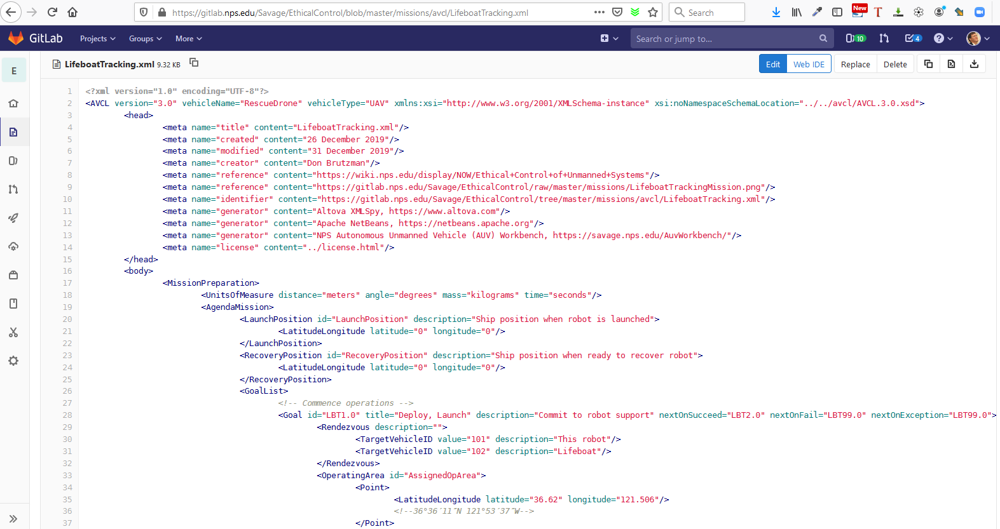 https://gitlab.nps.edu/Savage/EthicalControl/blob/master/missions/avcl/LifeboatTracking.xml
Search
New
GitLab
Projects
Groups
More
Search or jump to...
10
4
E
LifeboatTracking.xml 9.32 KB
Edit
Web IDE
Replace
Delete
1 <?xml version="1.0" encoding="UTF-8"?>
2 <AVCL version="3.0" vehicleName="RescueDrone" vehicleType="UAV" xmlns:xsi="http://www.w3.org/2001/XMLSchema-instance" xsi:noNamespaceSchemaLocation="../../avcl/AVCL.3.0.xsd">
3 <head>
4 <meta name="title" content="LifeboatTracking.xml"/>
5 <meta name="created" content="26 December 2019"/>
6 <meta name="modified" content="31 December 2019"/>
7 <meta name="creator" content="Don Brutzman"/>
8 <meta name="reference" content="https://wiki.nps.edu/display/NOW/Ethical+Control+of+Unmanned+Systems"/>
9 <meta name="reference" content="https://gitlab.nps.edu/Savage/EthicalControl/raw/master/missions/LifeboatTrackingMission.png"/>
10 <meta name="identifier" content="https://gitlab.nps.edu/Savage/EthicalControl/tree/master/missions/avcl/LifeboatTracking.xml"/>
11 <meta name="generator" content="Altova XMLSpy, https://www.altova.com"/>
12 <meta name="generator" content="Apache NetBeans, https://netbeans.apache.org"/>
13 <meta name="generator" content="NPS Autonomous Unmanned Vehicle (AUV) Workbench, https://savage.nps.edu/AuvWorkbench/"/>
14 <meta name="license" content="../license.html"/>
15 </head>
16 <body>
17 <MissionPreparation>
18 <UnitsOfMeasure distance="meters" angle="degrees" mass="kilograms" time="seconds"/>
19 <AgendaMission>
20 <LaunchPosition id="LaunchPosition" description="Ship position when robot is launched">
21 <LatitudeLongitude latitude="0" longitude="0"/>
22 </LaunchPosition>
23 <RecoveryPosition id="RecoveryPosition" description="Ship position when ready to recover robot">
24 <LatitudeLongitude latitude="0" longitude="0"/>
25 </RecoveryPosition>
26 <GoalList>
27 <!-- Commence operations -->
28 <Goal id="LBT1.0" title="Deploy, Launch" description="Commit to robot support" nextOnSucceed="LBT2.0" nextOnFail="LBT99.0" nextOnException="LBT99.0">
29 <Rendezvous description="">
30 <TargetVehicleID value="101" description="This robot"/>
31 <TargetVehicleID value="102" description="Lifeboat"/>
32 </Rendezvous>
33 <OperatingArea id="AssignedOpArea">
34 <Point>
35 <LatitudeLongitude latitude="36.62" longitude="121.506"/>
36 <!--36°36´11˝N 121°53´37˝W-->
37 </Point>